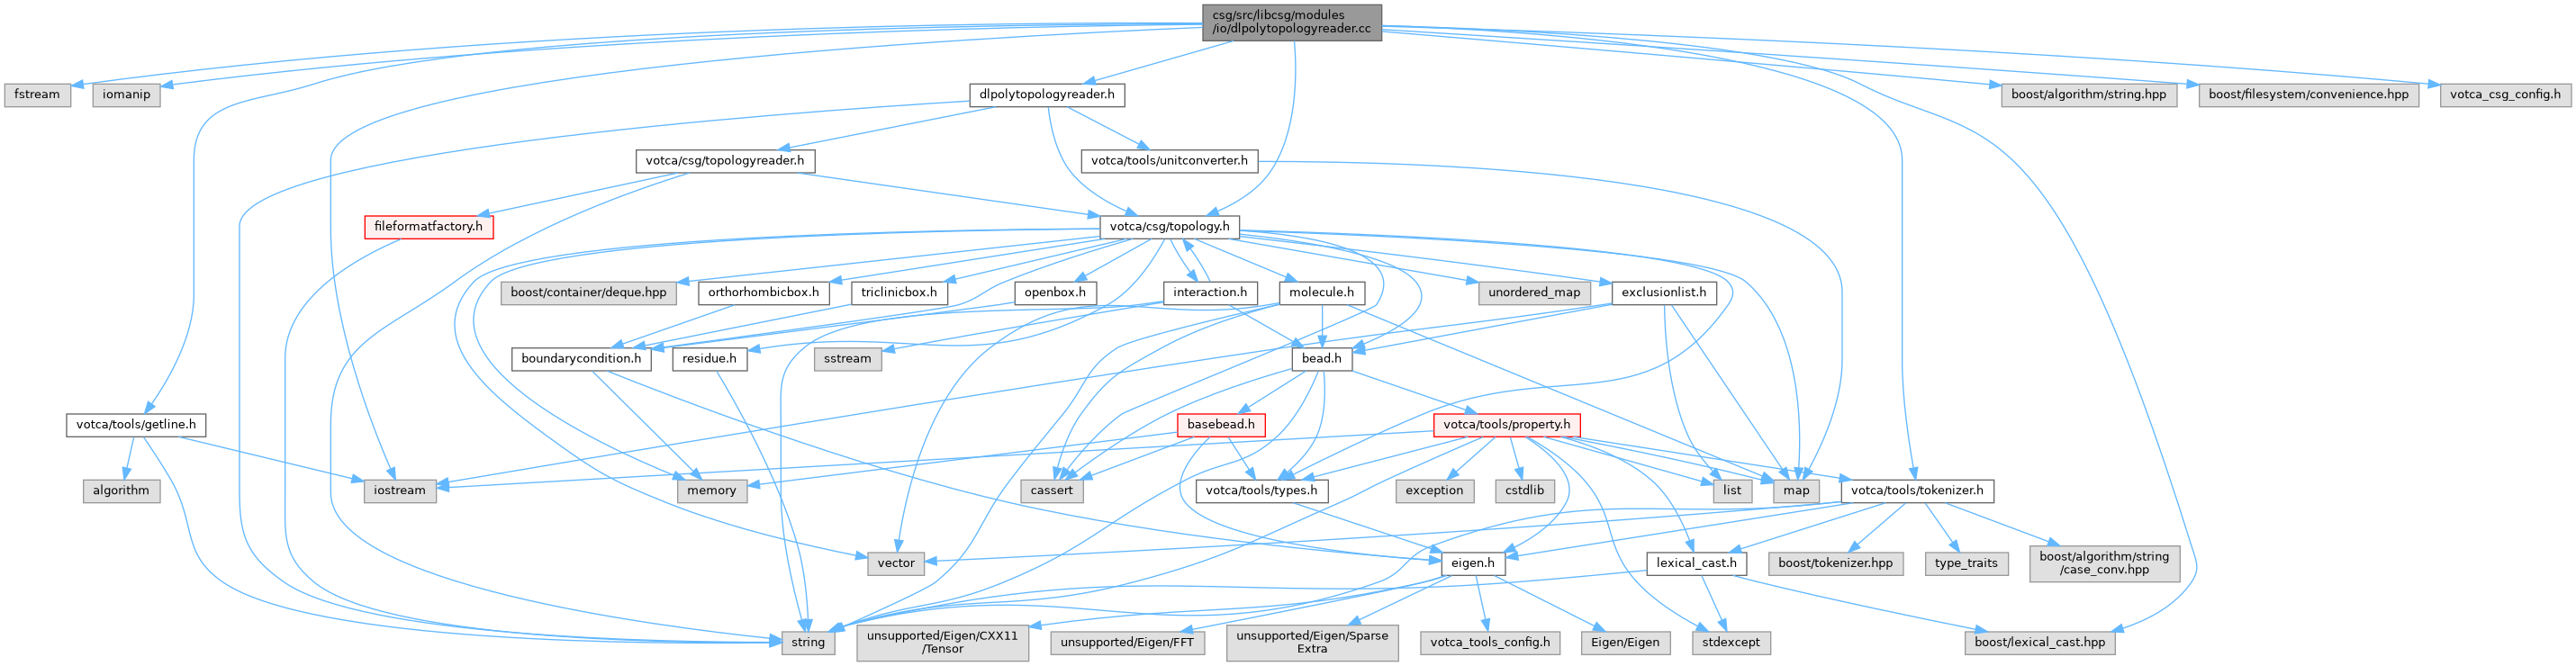 csg/src/libcsg/modules
/io/dlpolytopologyreader.cc
fstream
iomanip
dlpolytopologyreader.h
boost/algorithm/string.hpp
boost/filesystem/convenience.hpp
votca_csg_config.h
votca/csg/topologyreader.h
votca/tools/unitconverter.h
fileformatfactory.h
votca/csg/topology.h
boost/container/deque.hpp
orthorhombicbox.h
triclinicbox.h
openbox.h
interaction.h
molecule.h
unordered_map
exclusionlist.h
boundarycondition.h
residue.h
sstream
bead.h
votca/tools/getline.h
basebead.h
votca/tools/property.h
algorithm
iostream
memory
cassert
votca/tools/types.h
exception
cstdlib
list
map
votca/tools/tokenizer.h
vector
eigen.h
lexical_cast.h
boost/tokenizer.hpp
type_traits
boost/algorithm/string
/case_conv.hpp
string
unsupported/Eigen/CXX11
/Tensor
unsupported/Eigen/FFT
unsupported/Eigen/Sparse
Extra
votca_tools_config.h
Eigen/Eigen
stdexcept
boost/lexical_cast.hpp